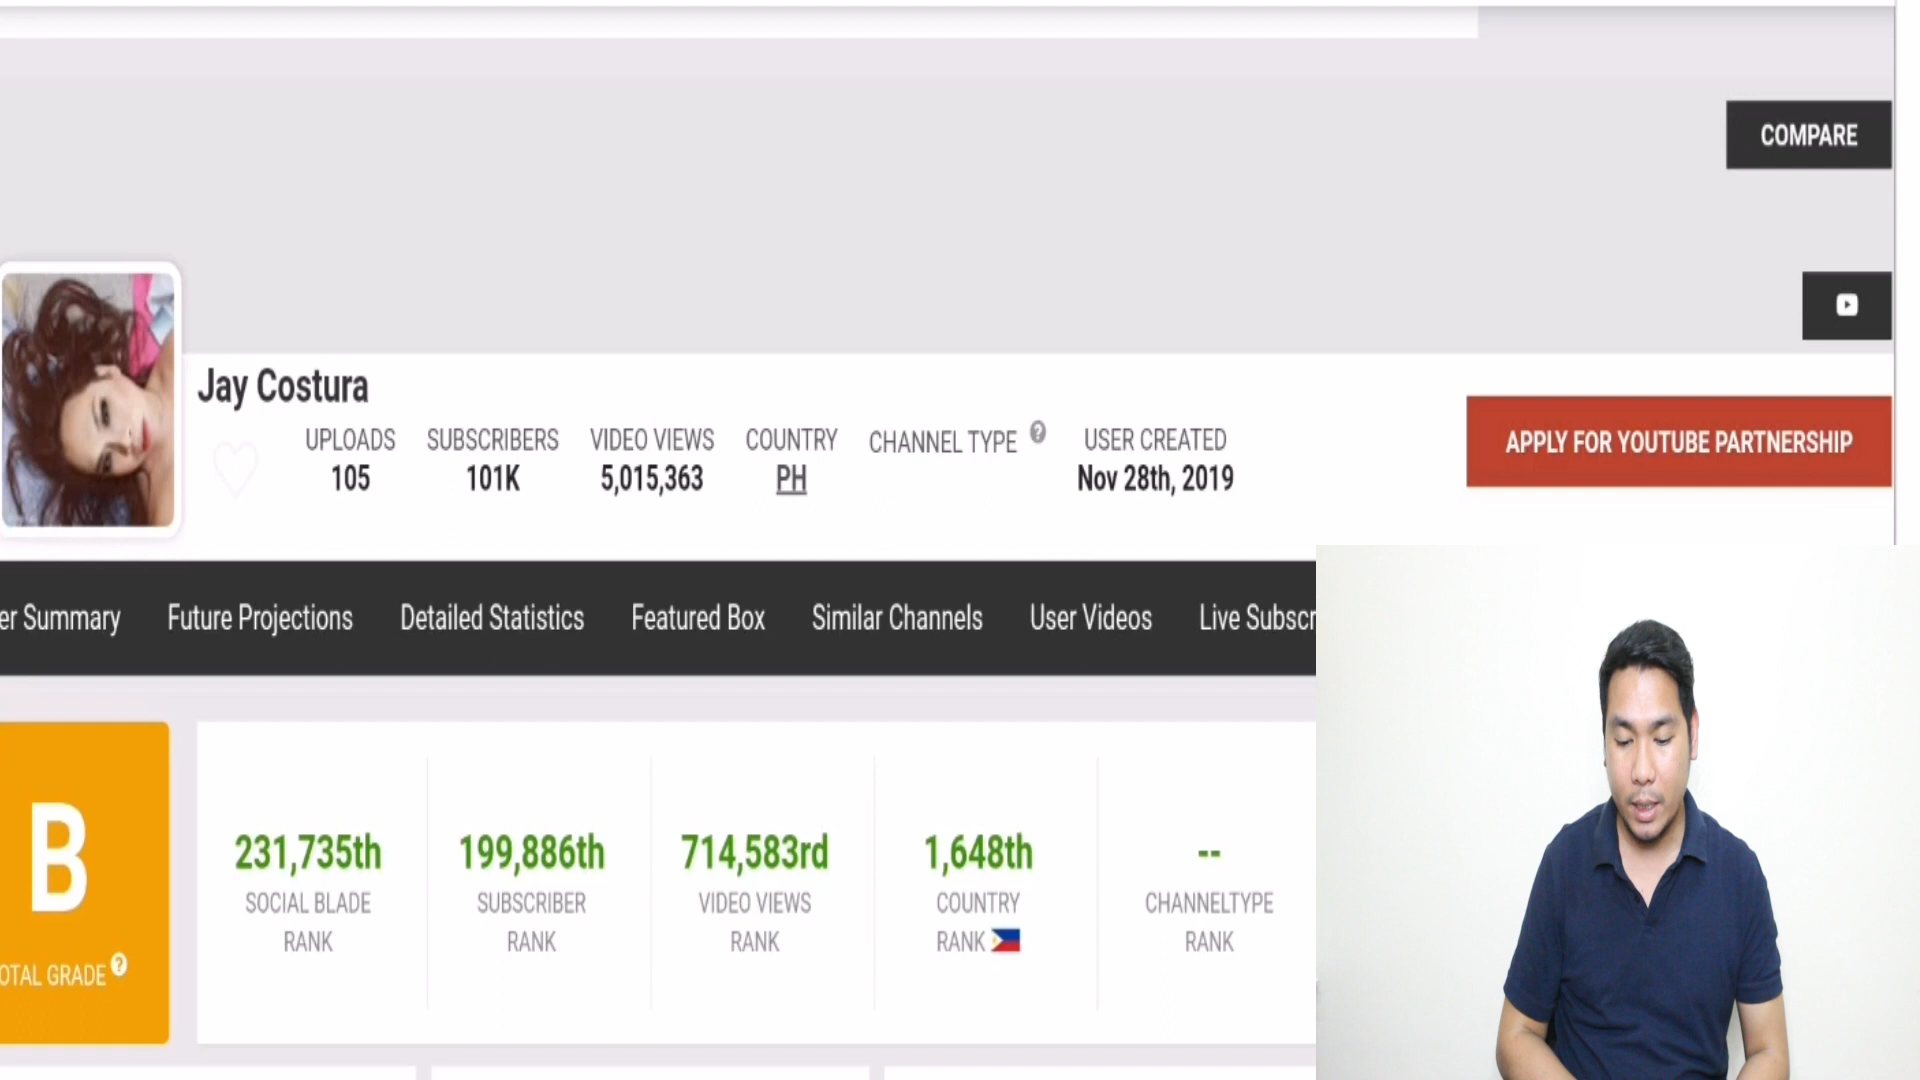 COMPARE
Jay Costura
UPLOADS SUBSCRIBERS VIDEO VIEWS COUNTRY CHANNEL TYPE ? USER CREATED
105 101K 5,015,363 PH Nov 28th, 2019
APPLY FOR YOUTUBE PARTNERSHIP
er Summary Future Projections Detailed Statistics Featured Box Similar Channels User Videos Live Subscr
B
OTAL GRADE ?
231,735th 199,886th 714,583rd 1,648th --
SOCIAL BLADE SUBSCRIBER VIDEO VIEWS COUNTRY CHANNELTYPE
RANK RANK RANK RANK RANK